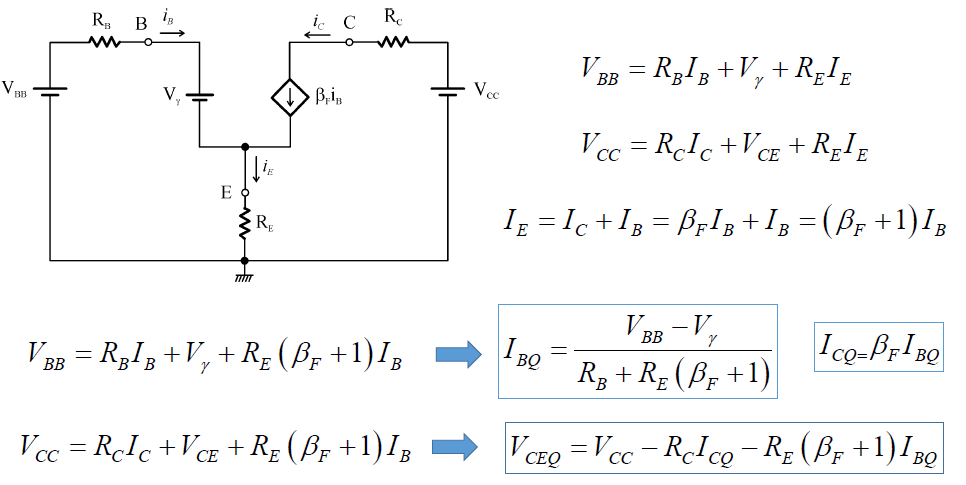 R_B B i_B i_C C R_C
V_BB V_γ β_F i_B V_CC
i_E
E
R_E
V_BB = R_B I_B + V_γ + R_E I_E
V_CC = R_C I_C + V_CE + R_E I_E
I_E = I_C + I_B = β_F I_B + I_B = (β_F + 1) I_B
V_BB = R_B I_B + V_γ + R_E (β_F + 1) I_B
I_BQ = (V_BB − V_γ) / (R_B + R_E (β_F + 1))
I_CQ= β_F I_BQ
V_CC = R_C I_C + V_CE + R_E (β_F + 1) I_B
V_CEQ = V_CC − R_C I_CQ − R_E (β_F + 1) I_BQ